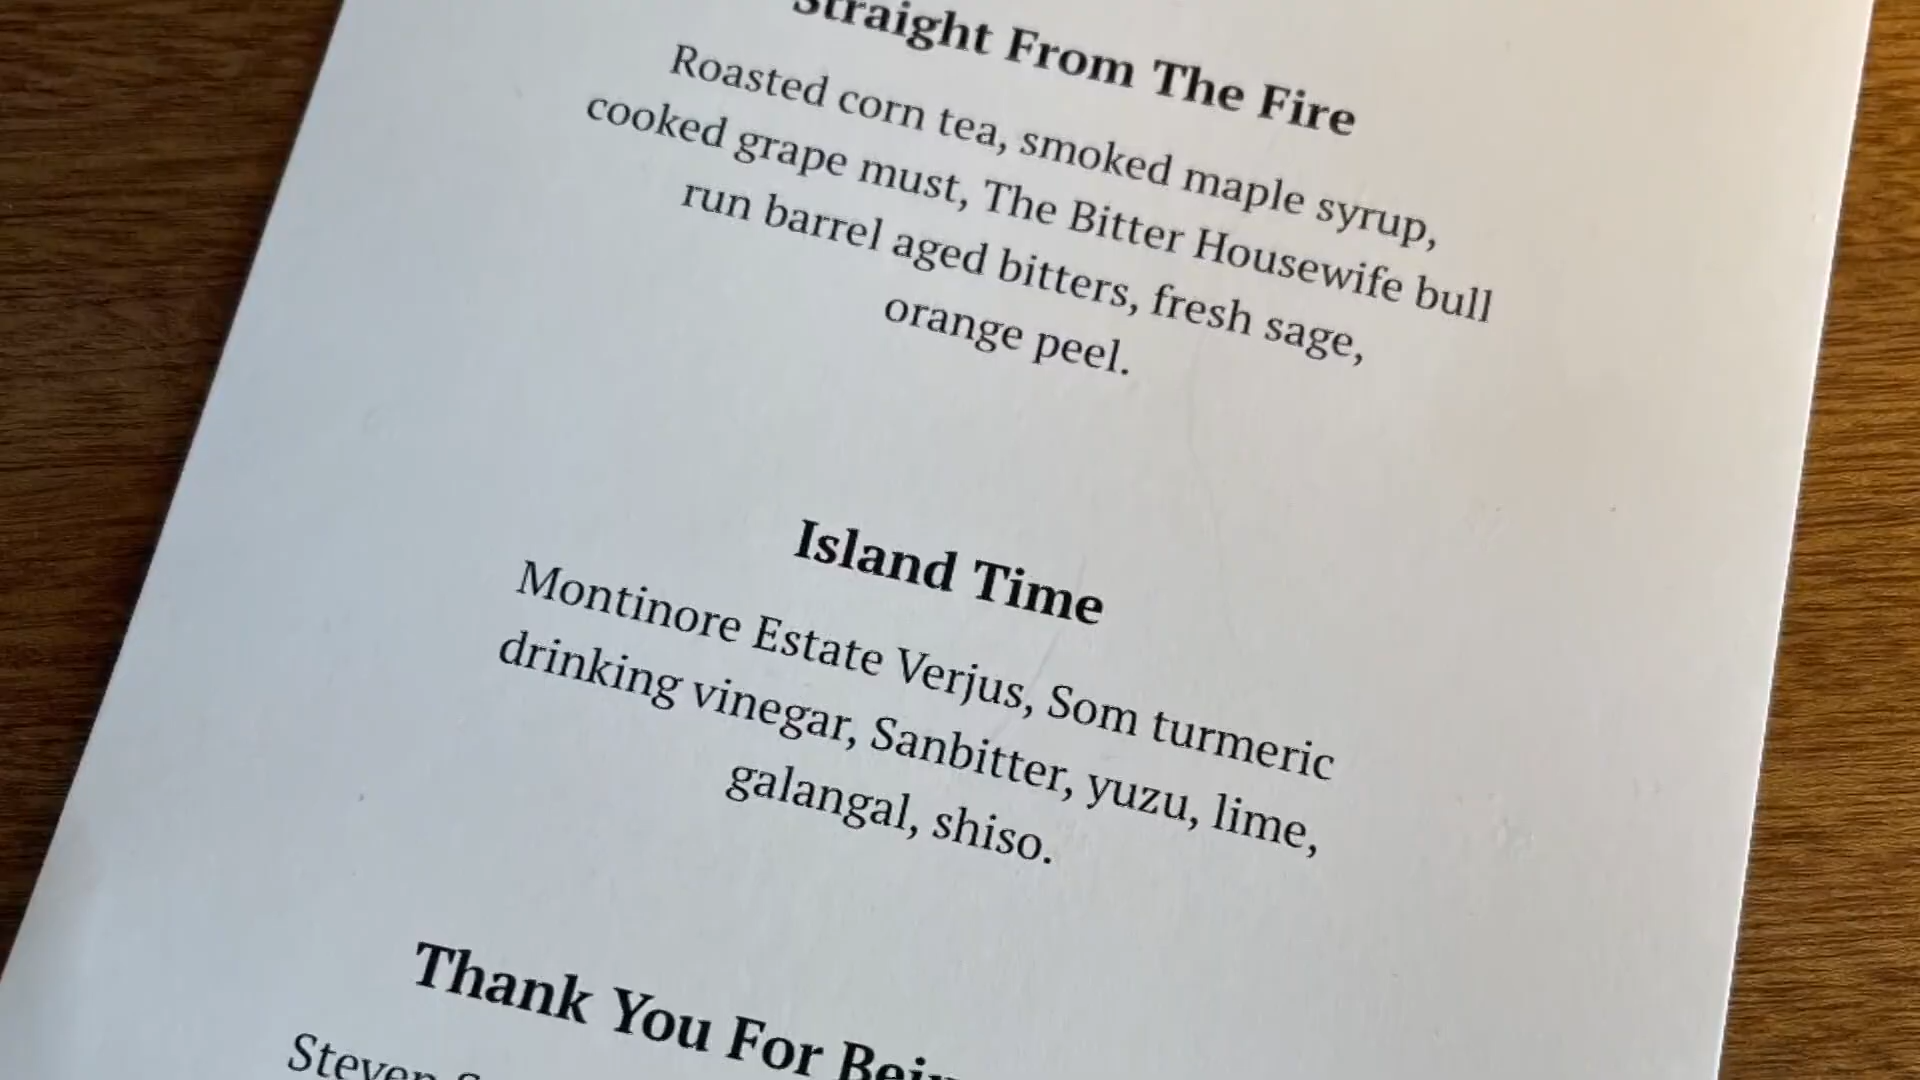 Straight From The Fire
Roasted corn tea, smoked maple syrup,
cooked grape must, The Bitter Housewife bull
run barrel aged bitters, fresh sage,
orange peel.
Island Time
Montinore Estate Verjus, Som turmeric
drinking vinegar, Sanbitter, yuzu, lime,
galangal, shiso.
Thank You For
Steven